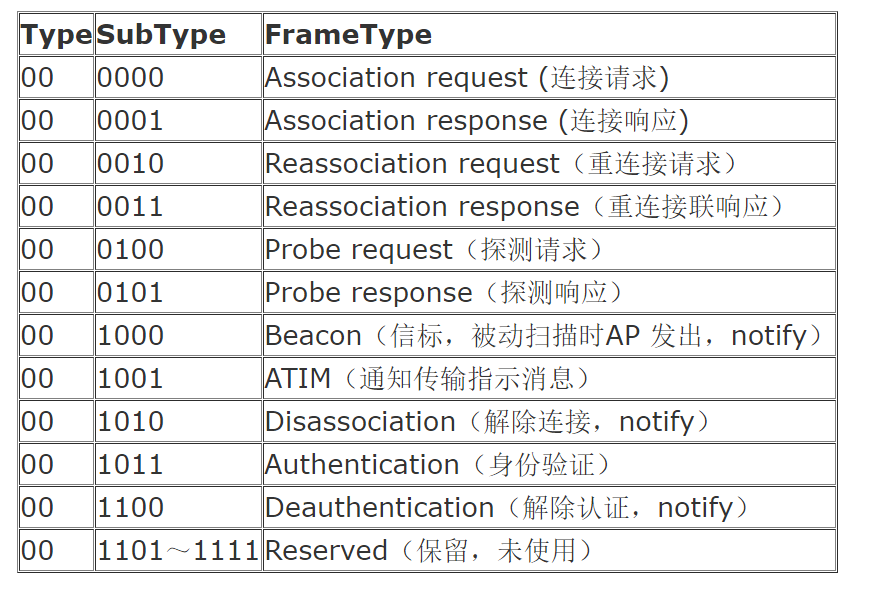 Type SubType FrameType
00 0000 Association request (连接请求)
00 0001 Association response (连接响应)
00 0010 Reassociation request（重连接请求）
00 0011 Reassociation response（重连接联响应）
00 0100 Probe request（探测请求）
00 0101 Probe response（探测响应）
00 1000 Beacon（信标，被动扫描时AP 发出，notify）
00 1001 ATIM（通知传输指示消息）
00 1010 Disassociation（解除连接，notify）
00 1011 Authentication（身份验证）
00 1100 Deauthentication（解除认证，notify）
00 1101～1111 Reserved（保留，未使用）